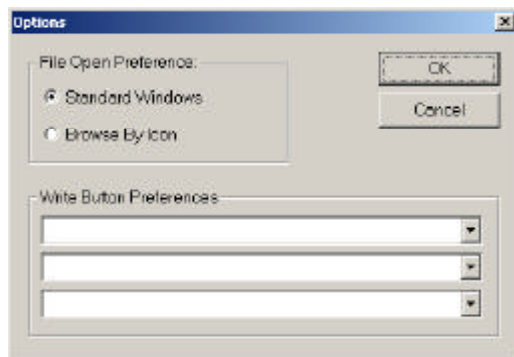 Options
File Open Preference:
OK
Standard Windows
Cancel
Browse By Icon
Write Button Preferences